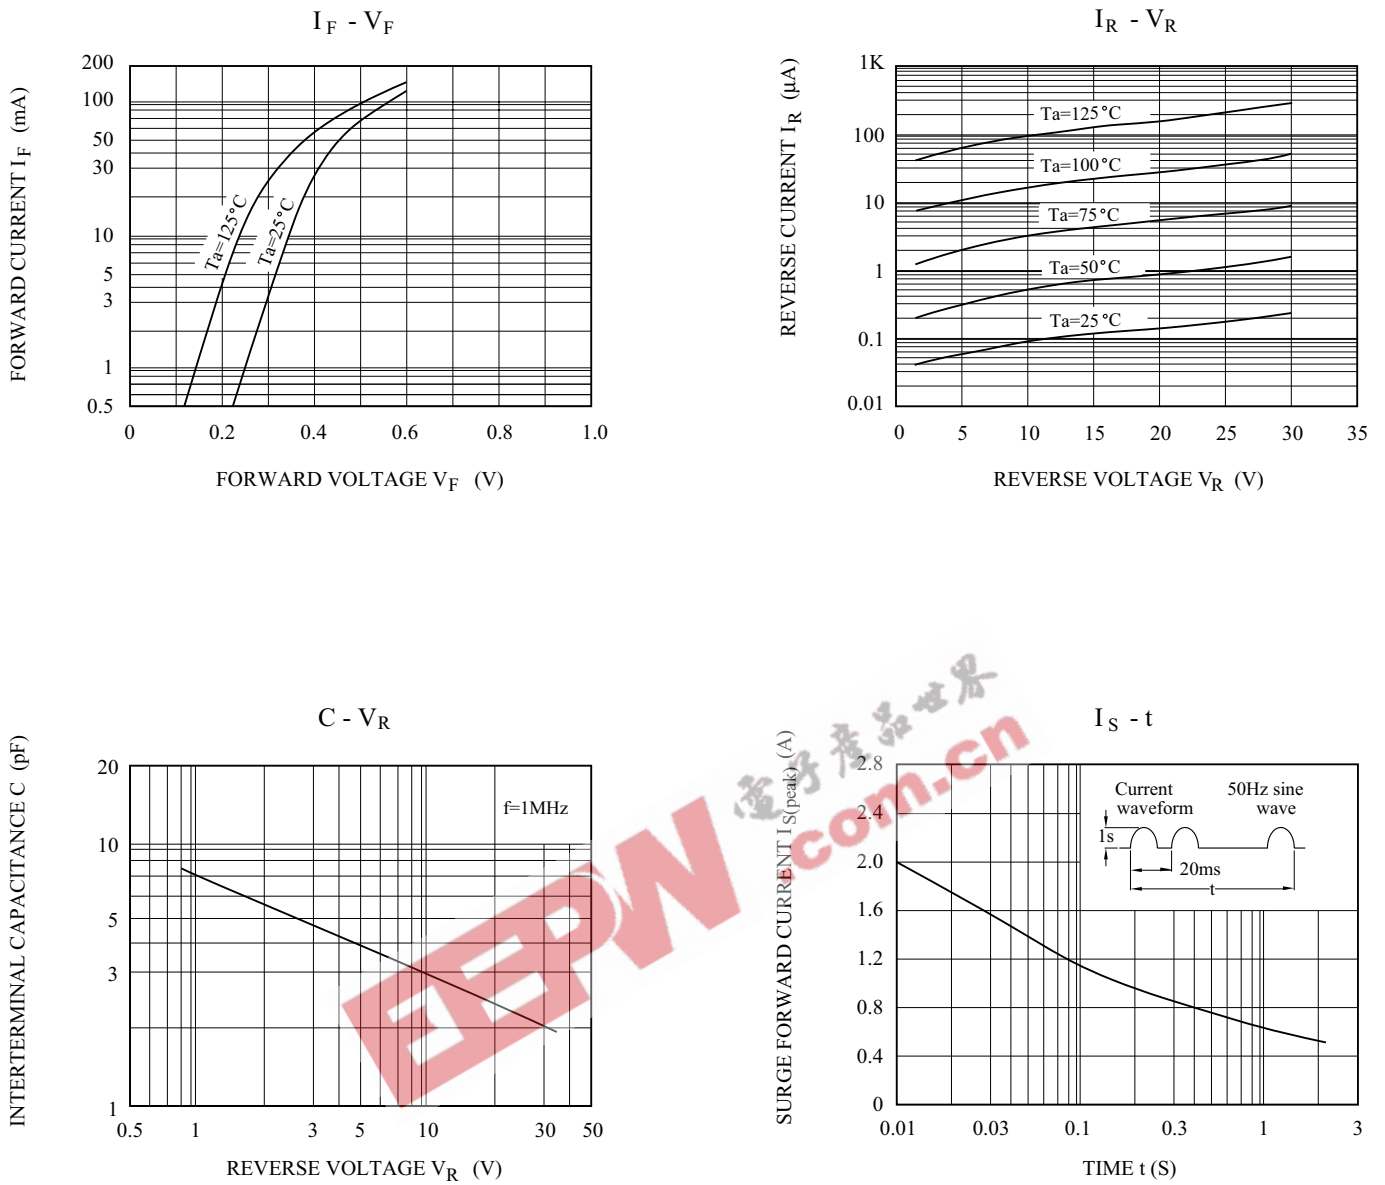 I F - VF
FORWARD CURRENT IF (mA)
200
100
50
30
10
5
3
1
0.5
Ta=125°C
Ta=25°C
0 0.2 0.4 0.6 0.8 1.0
FORWARD VOLTAGE VF (V)
IR - VR
REVERSE CURRENT IR (μA)
1K
100
10
1
0.1
0.01
Ta=125°C
Ta=100°C
Ta=75°C
Ta=50°C
Ta=25°C
0 5 10 15 20 25 30 35
REVERSE VOLTAGE VR (V)
C - VR
INTERTERMINAL CAPACITANCE C (pF)
20
10
5
3
1
f=1MHz
0.5 1 3 5 10 30 50
REVERSE VOLTAGE VR (V)
IS - t
SURGE FORWARD CURRENT I S(peak) (A)
2.8
2.4
2.0
1.6
1.2
0.8
0.4
0
Current
waveform
50Hz sine
wave
1s
20ms
t
0.01 0.03 0.1 0.3 1 3
TIME t (S)
EEPW
.com.cn
電子產品世界